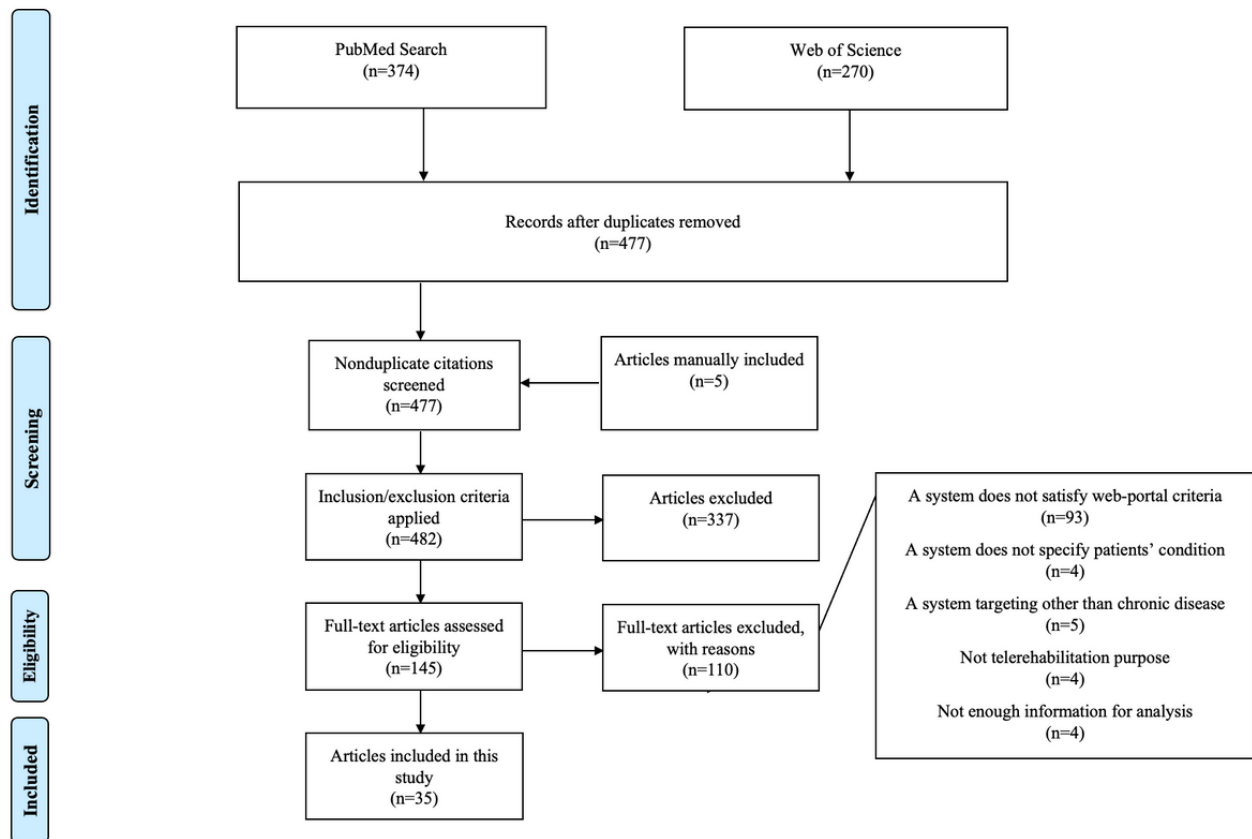 Identification
PubMed Search
(n=374)
Web of Science
(n=270)
Records after duplicates removed
(n=477)
Screening
Nonduplicate citations
screened
(n=477)
Articles manually included
(n=5)
Inclusion/exclusion criteria
applied
(n=482)
Articles excluded
(n=337)
Eligibility
Full-text articles assessed
for eligibility
(n=145)
Full-text articles excluded,
with reasons
(n=110)
A system does not satisfy web-portal criteria
(n=93)
A system does not specify patients’ condition
(n=4)
A system targeting other than chronic disease
(n=5)
Not telerehabilitation purpose
(n=4)
Not enough information for analysis
(n=4)
Included
Articles included in this
study
(n=35)